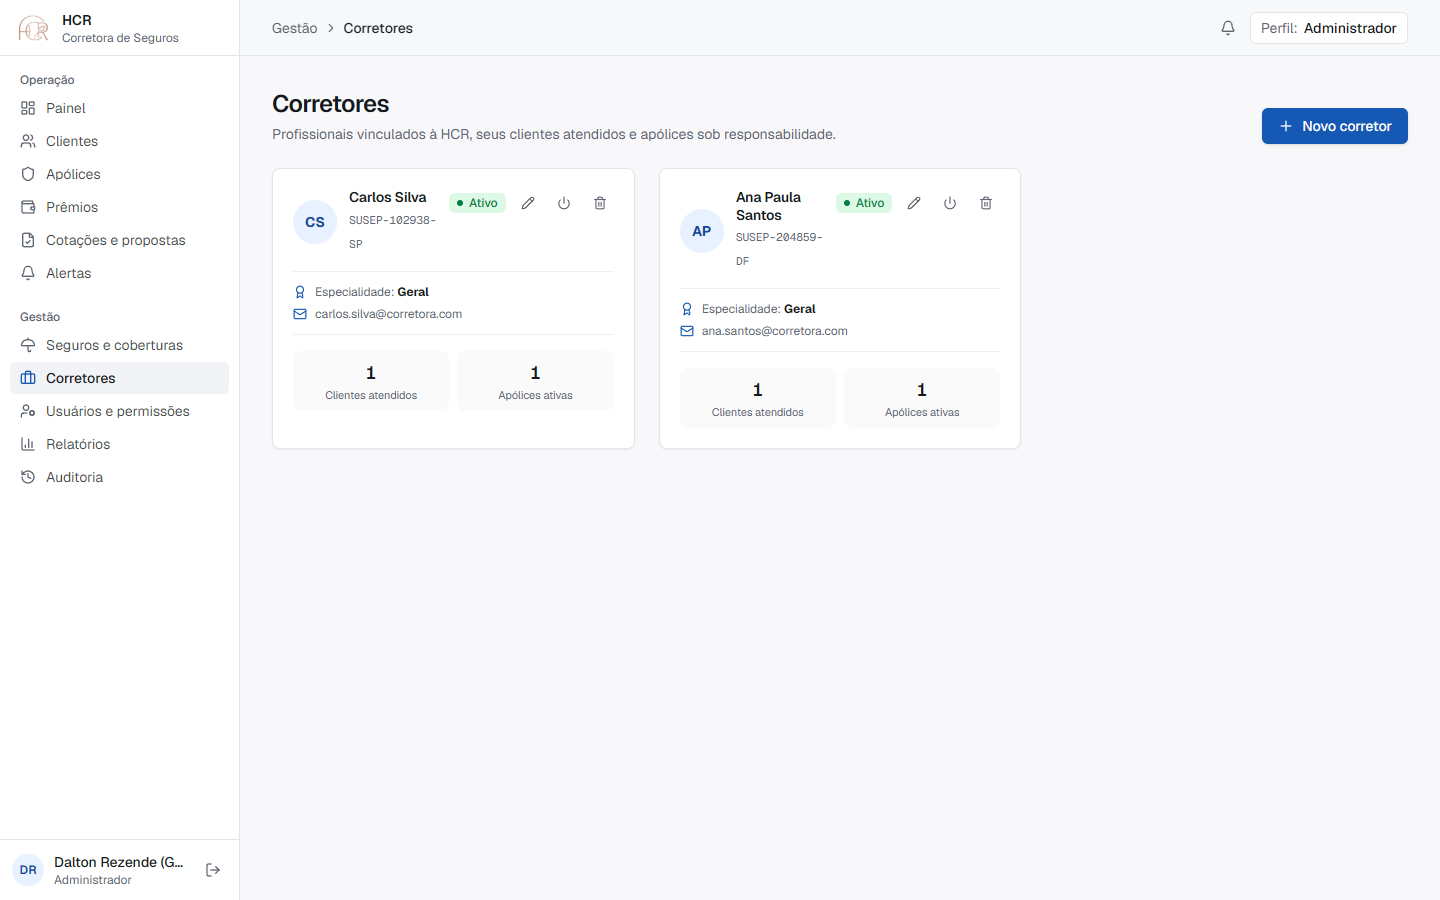 HCR
Corretora de Seguros
Operação
Painel
Clientes
Apólices
Prêmios
Cotações e propostas
Alertas
Gestão
Seguros e coberturas
Corretores
Usuários e permissões
Relatórios
Auditoria
DR
Dalton Rezende (G...
Administrador
Gestão > Corretores
Perfil: Administrador
Corretores
Profissionais vinculados à HCR, seus clientes atendidos e apólices sob responsabilidade.
+ Novo corretor
CS
Carlos Silva
SUSEP-102938-
SP
Ativo
Especialidade: Geral
carlos.silva@corretora.com
1
Clientes atendidos
1
Apólices ativas
AP
Ana Paula
Santos
SUSEP-204859-
DF
Ativo
Especialidade: Geral
ana.santos@corretora.com
1
Clientes atendidos
1
Apólices ativas